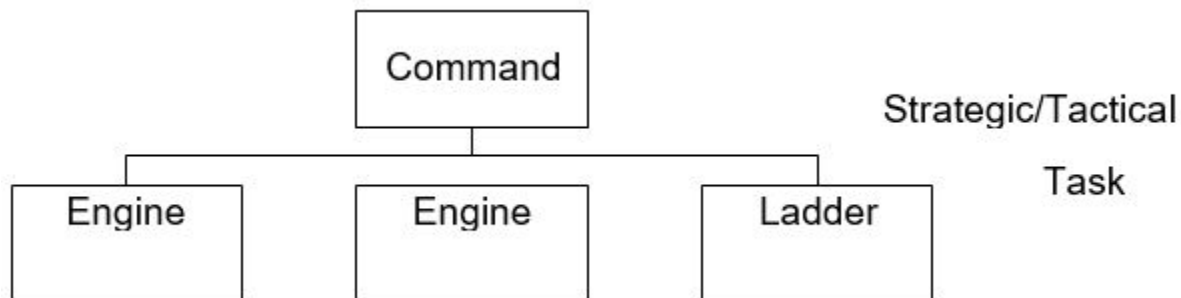 Command
Strategic/Tactical
Task
Engine
Engine
Ladder